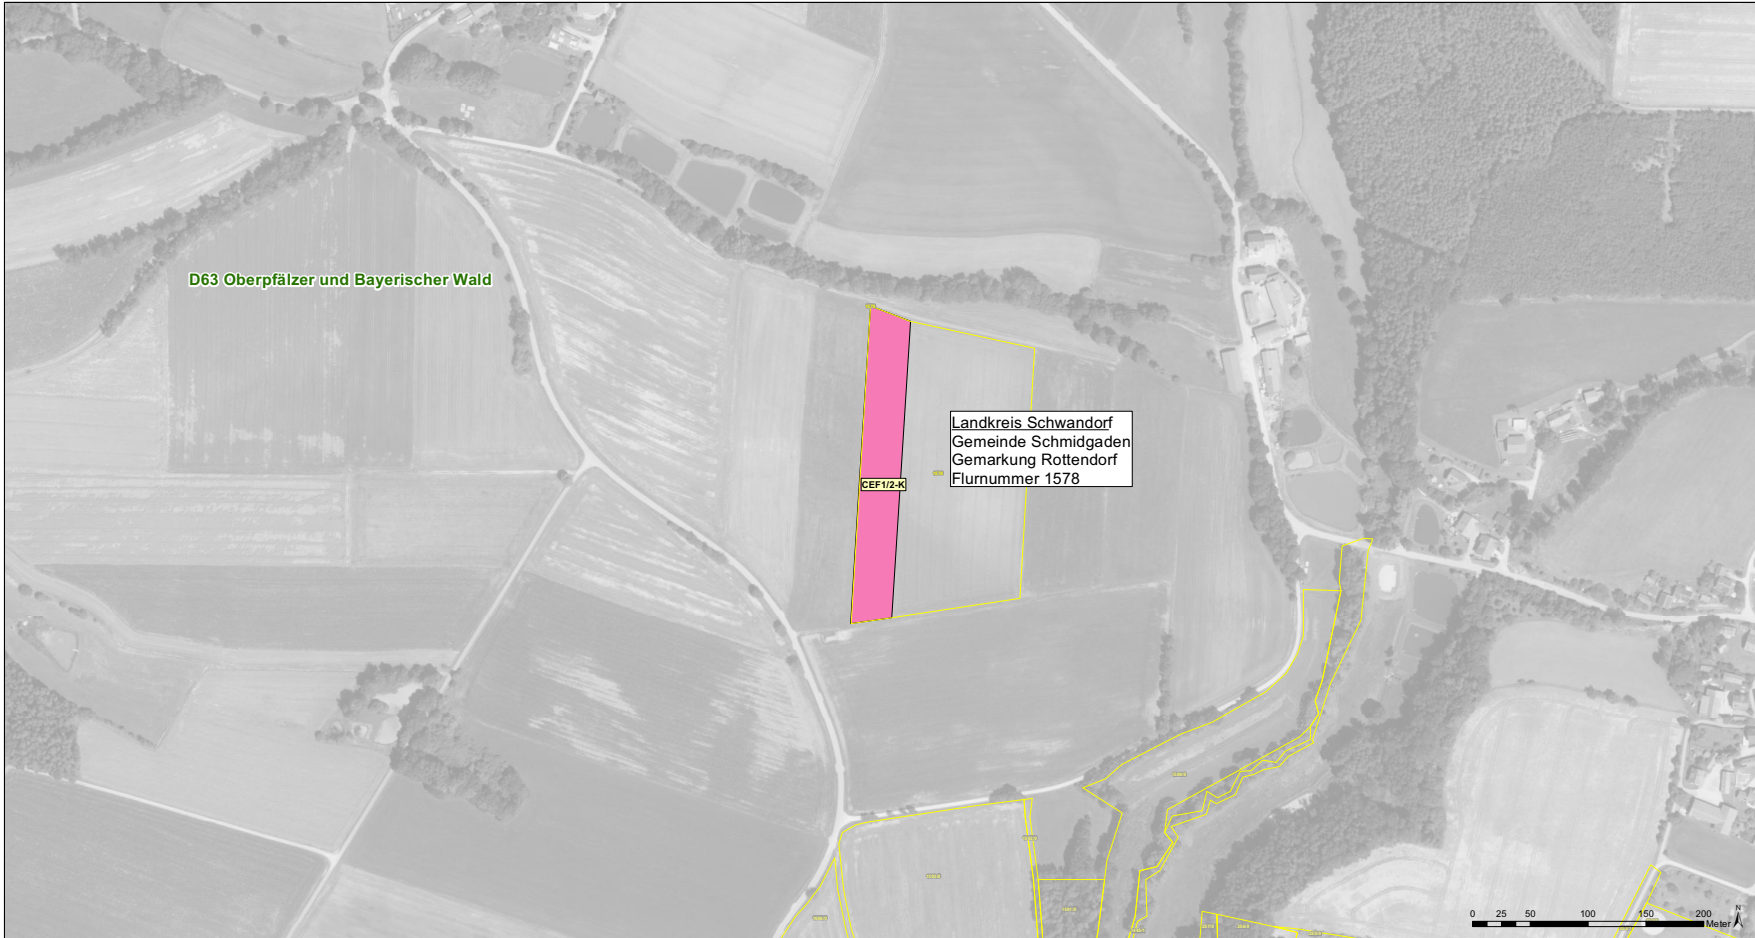 D63 Oberpfälzer und Bayerischer Wald
Landkreis Schwandorf
Gemeinde Schmidgaden
Gemarkung Rottendorf
Flurnummer 1578
CEF1/2-K
0 25 50 100 150 200
Meter
N